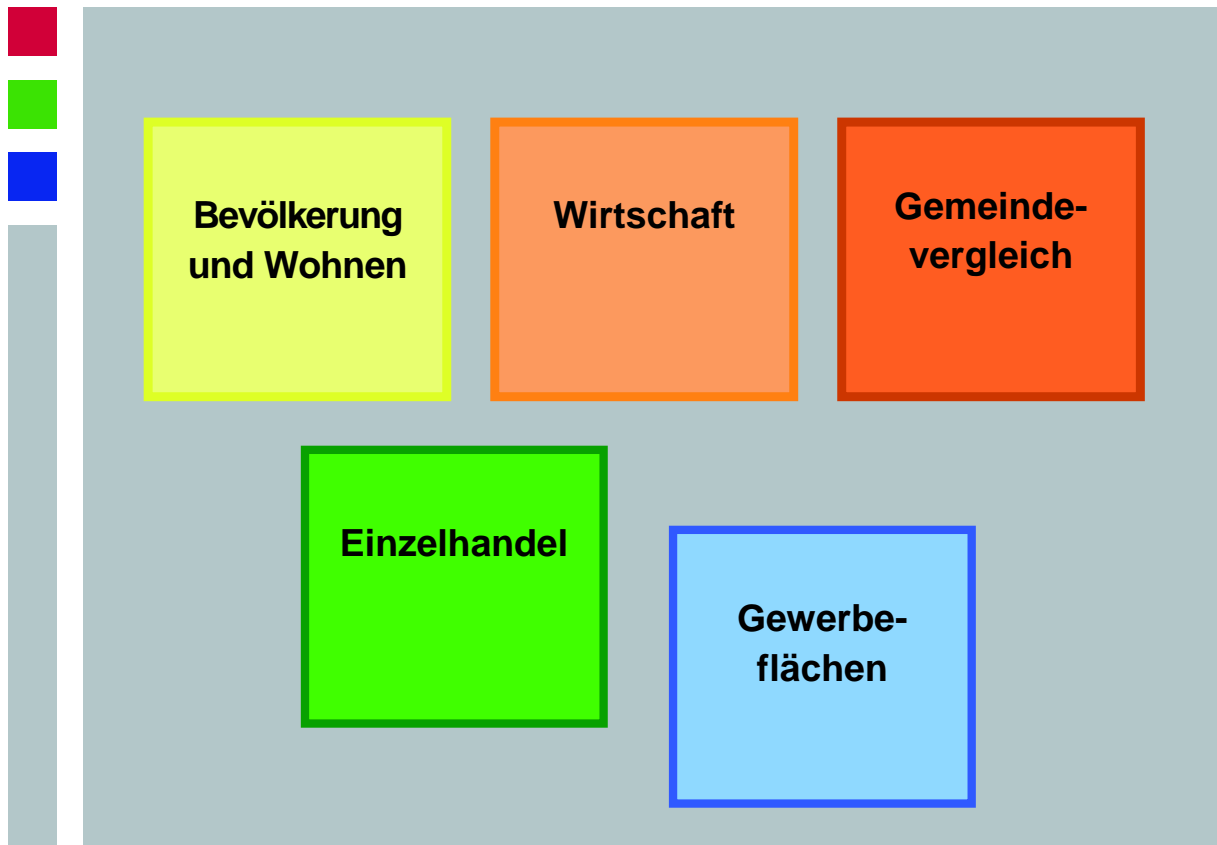 Bevölkerung
und Wohnen
Wirtschaft
Gemeinde-
vergleich
Einzelhandel
Gewerbe-
flächen